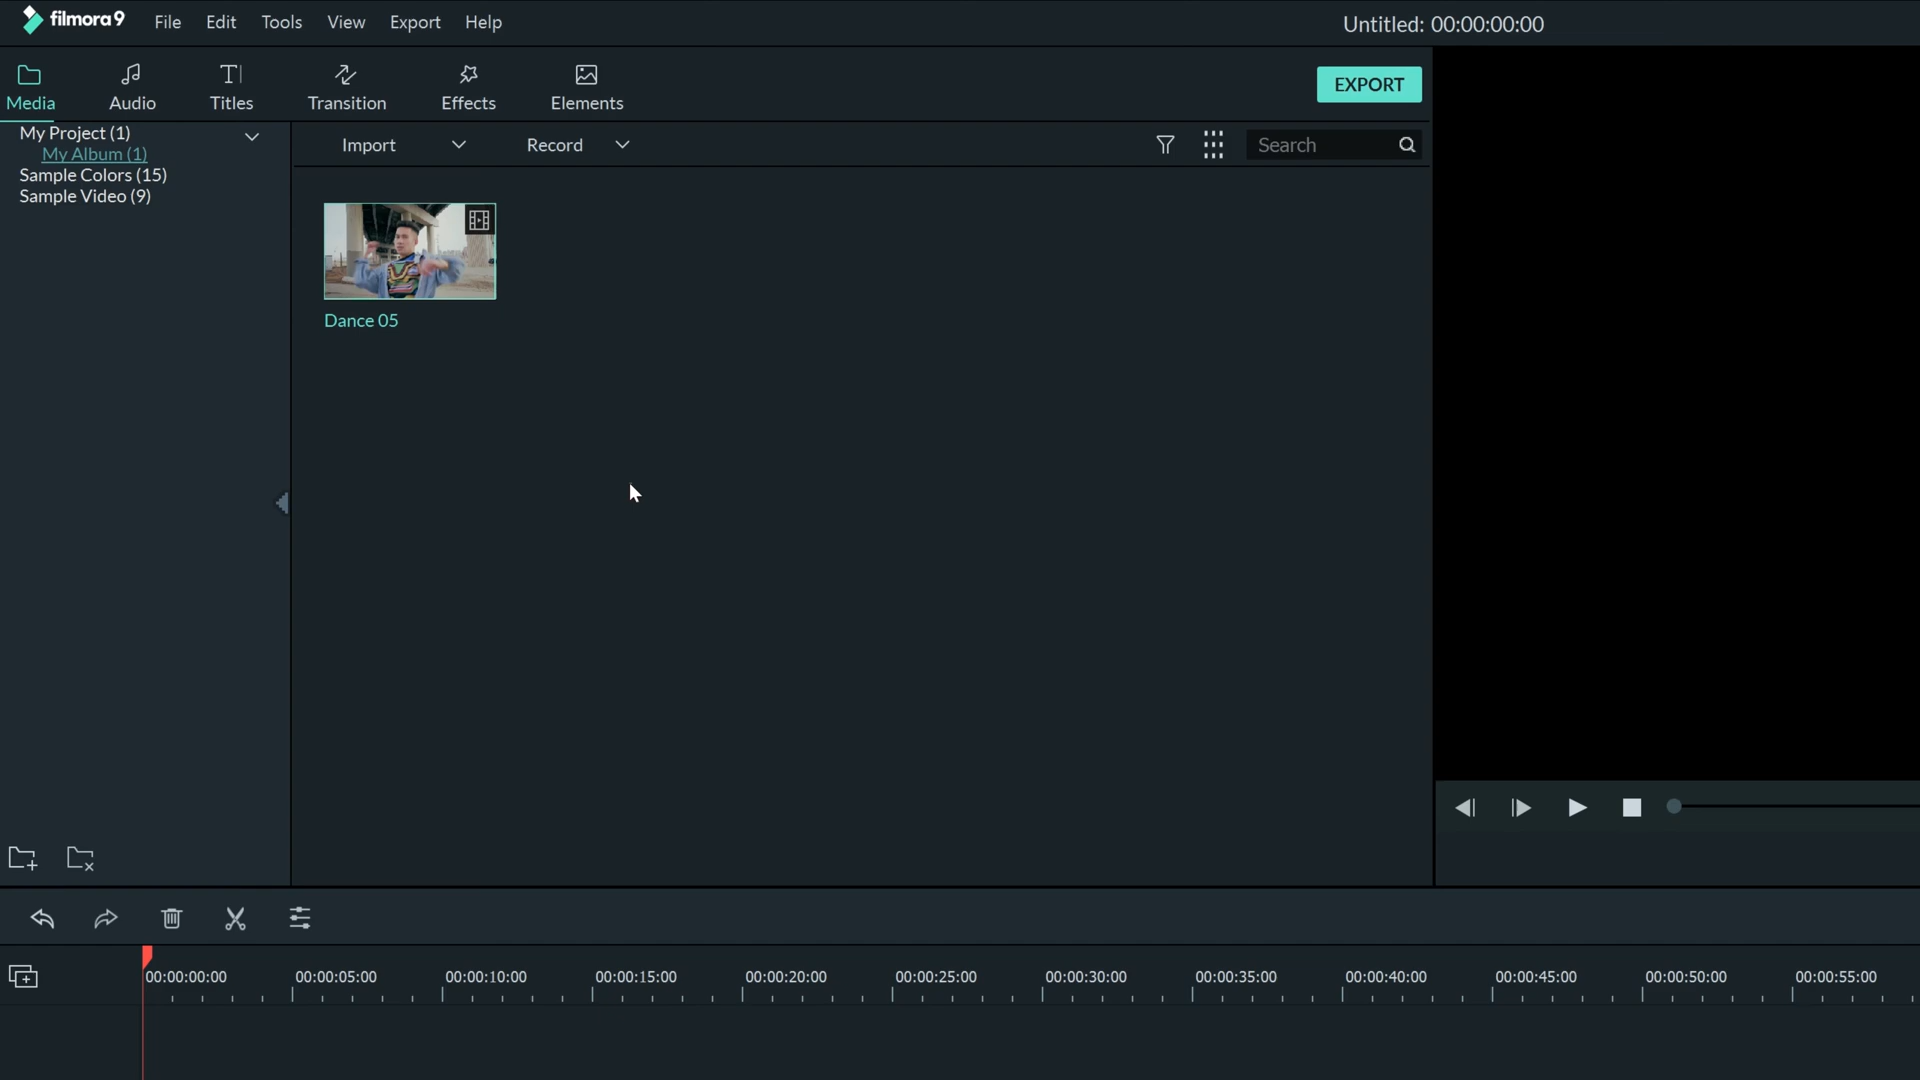 filmora9 File Edit Tools View Export Help
Untitled: 00:00:00:00
Media Audio Titles Transition Effects Elements
EXPORT
My Project (1)
My Album (1)
Sample Colors (15)
Sample Video (9)
Import Record Search
Dance 05
00:00:00:00 00:00:05:00 00:00:10:00 00:00:15:00 00:00:20:00 00:00:25:00 00:00:30:00 00:00:35:00 00:00:40:00 00:00:45:00 00:00:50:00 00:00:55:00